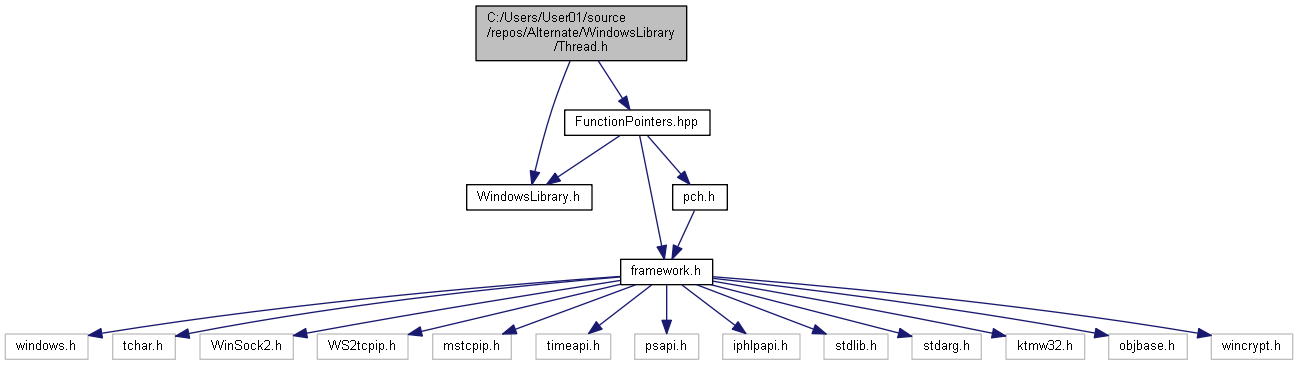 C:/Users/User01/source
/repos/Alternate/WindowsLibrary
/Thread.h
FunctionPointers.hpp
WindowsLibrary.h
pch.h
framework.h
windows.h
tchar.h
WinSock2.h
WS2tcpip.h
mstcpip.h
timeapi.h
psapi.h
iphlpapi.h
stdlib.h
stdarg.h
ktmw32.h
objbase.h
wincrypt.h